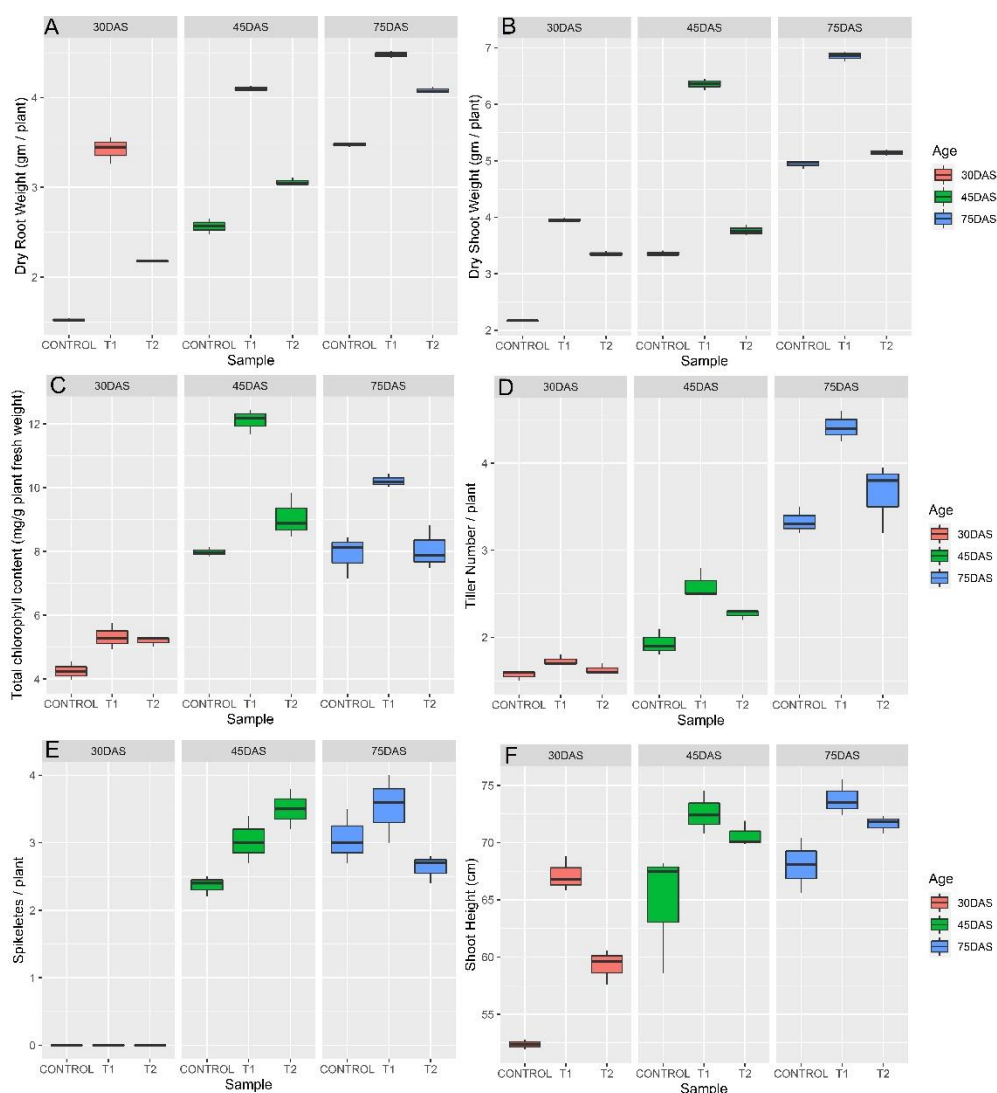 A
30DAS 45DAS 75DAS
Dry Root Weight (gm / plant)
4
3
2
CONTROL T1 T2 CONTROL T1 T2 CONTROL T1 T2
Sample
B
30DAS 45DAS 75DAS
Dry Shoot Weight (gm / plant)
7
6
5
4
3
2
CONTROL T1 T2 CONTROL T1 T2 CONTROL T1 T2
Sample
Age
30DAS
45DAS
75DAS
C
30DAS 45DAS 75DAS
Total chlorophyll content (mg/g plant fresh weight)
12
10
8
6
4
CONTROL T1 T2 CONTROL T1 T2 CONTROL T1 T2
Sample
D
30DAS 45DAS 75DAS
Tiller Number / plant
4
3
2
CONTROL T1 T2 CONTROL T1 T2 CONTROL T1 T2
Sample
Age
30DAS
45DAS
75DAS
E
30DAS 45DAS 75DAS
Spikeletes / plant
4
3
2
1
0
CONTROL T1 T2 CONTROL T1 T2 CONTROL T1 T2
Sample
F
30DAS 45DAS 75DAS
Shoot Height (cm)
75
70
65
60
55
CONTROL T1 T2 CONTROL T1 T2 CONTROL T1 T2
Sample
Age
30DAS
45DAS
75DAS